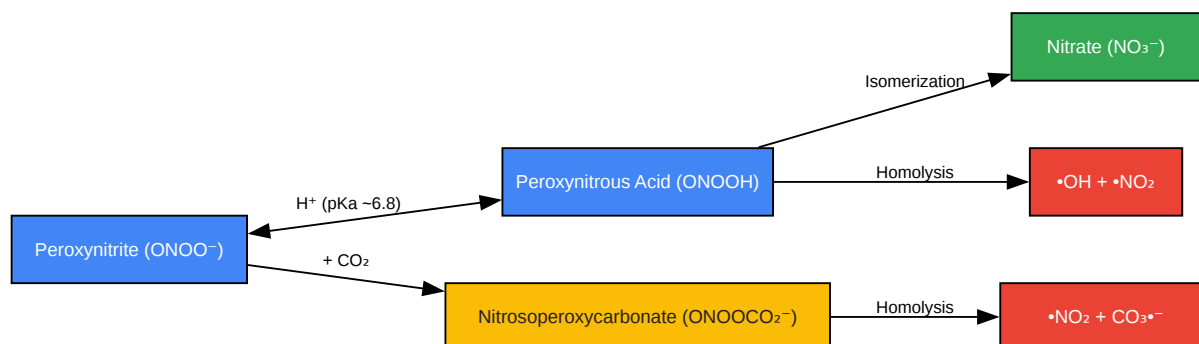 Nitrate (NO₃⁻)
Isomerization
Peroxynitrous Acid (ONOOH)
Homolysis
•OH + •NO₂
H⁺ (pKa ~6.8)
Peroxynitrite (ONOO⁻)
+ CO₂
Nitrosoperoxycarbonate (ONOOCO₂⁻)
Homolysis
•NO₂ + CO₃•⁻